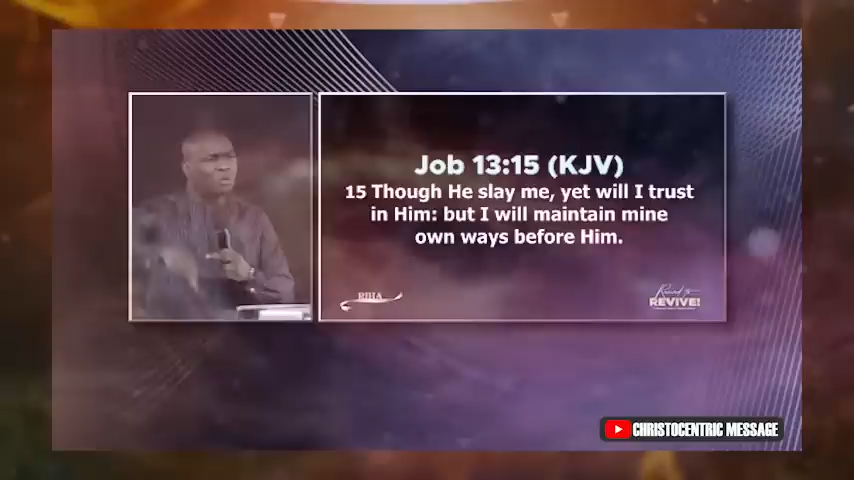 Job 13:15 (KJV)
15 Though He slay me, yet will I trust
in Him: but I will maintain mine
own ways before Him.
REVIVE!
CHRISTOCENTRIC MESSAGE